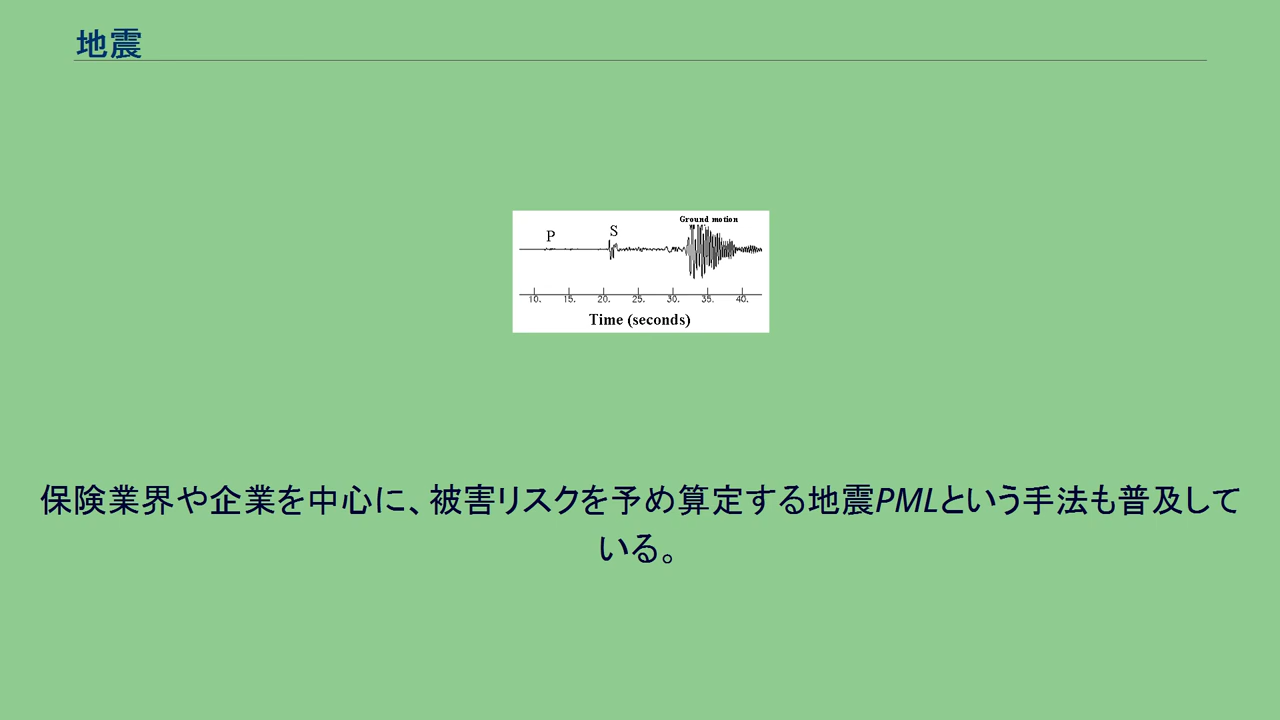 地震
Ground motion
P
S
10. 15. 20. 25. 30. 35. 40.
Time (seconds)
保険業界や企業を中心に、被害リスクを予め算定する地震PMLという手法も普及して
いる。